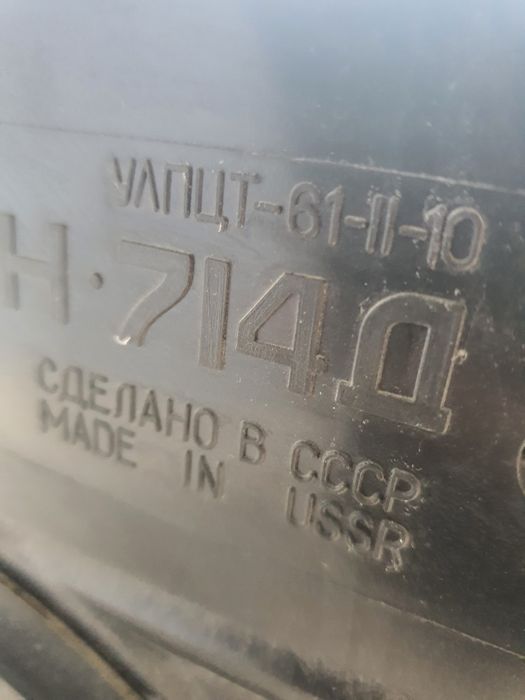 УЛПЦТ-61-II-10
Н·714Д
СДЕЛАНО В СССР
MADE IN USSR